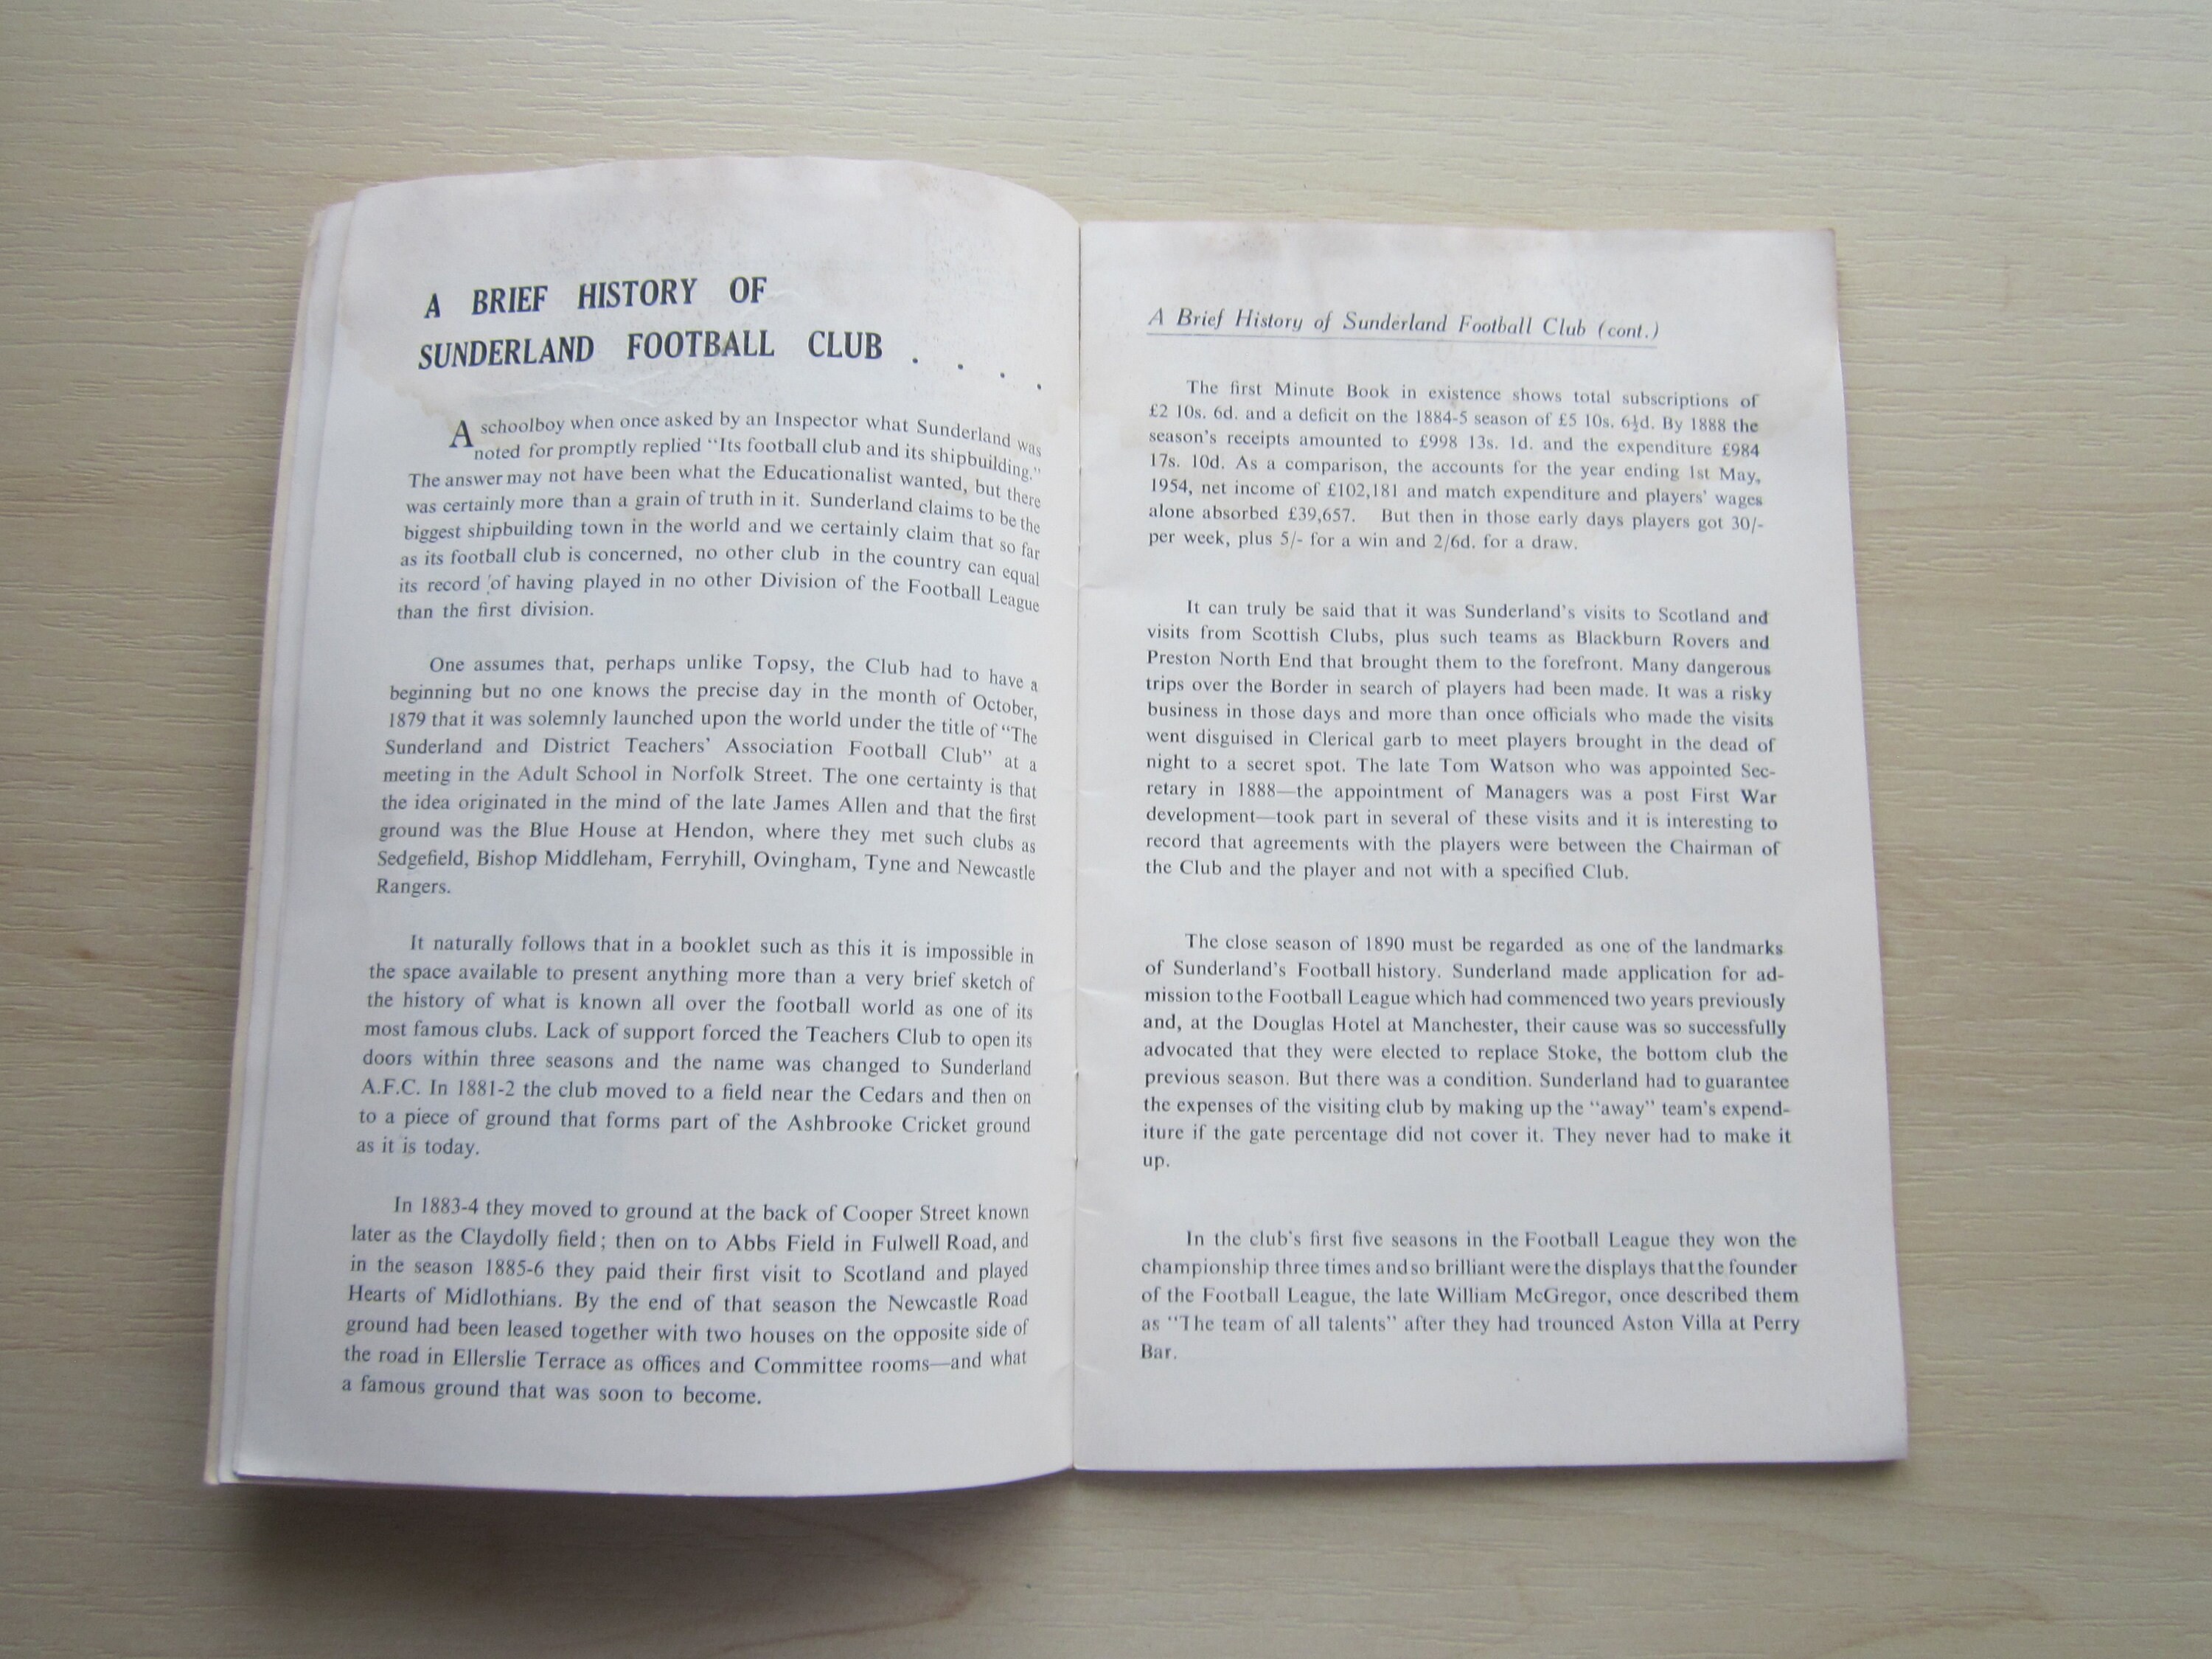 A BRIEF HISTORY OF
SUNDERLAND FOOTBALL CLUB . . . .
A schoolboy when once asked by an Inspector what Sunderland was
noted for promptly replied "Its football club and its shipbuilding."
The answer may not have been what the Educationalist wanted, but there
was certainly more than a grain of truth in it. Sunderland claims to be the
biggest shipbuilding town in the world and we certainly claim that so far
as its football club is concerned, no other club in the country can equal
its record of having played in no other Division of the Football League
than the first division.
One assumes that, perhaps unlike Topsy, the Club had to have a
beginning but no one knows the precise day in the month of October,
1879 that it was solemnly launched upon the world under the title of "The
Sunderland and District Teachers' Association Football Club" at a
meeting in the Adult School in Norfolk Street. The one certainty is that
the idea originated in the mind of the late James Allen and that the first
ground was the Blue House at Hendon, where they met such clubs as
Sedgefield, Bishop Middleham, Ferryhill, Ovingham, Tyne and Newcastle
Rangers.
It naturally follows that in a booklet such as this it is impossible in
the space available to present anything more than a very brief sketch of
the history of what is known all over the football world as one of its
most famous clubs. Lack of support forced the Teachers Club to open its
doors within three seasons and the name was changed to Sunderland
A.F.C. In 1881-2 the club moved to a field near the Cedars and then on
to a piece of ground that forms part of the Ashbrooke Cricket ground
as it is today.
In 1883-4 they moved to ground at the back of Cooper Street known
later as the Claydolly field; then on to Abbs Field in Fulwell Road, and
in the season 1885-6 they paid their first visit to Scotland and played
Hearts of Midlothians. By the end of that season the Newcastle Road
ground had been leased together with two houses on the opposite side of
the road in Ellerslie Terrace as offices and Committee rooms—and what
a famous ground that was soon to become.
A Brief History of Sunderland Football Club (cont.)
The first Minute Book in existence shows total subscriptions of
£2 10s. 6d. and a deficit on the 1884-5 season of £5 10s. 6½d. By 1888 the
season's receipts amounted to £998 13s. 1d. and the expenditure £984
17s. 10d. As a comparison, the accounts for the year ending 1st May,
1954, net income of £102,181 and match expenditure and players' wages
alone absorbed £39,657. But then in those early days players got 30/-
per week, plus 5/- for a win and 2/6d. for a draw.
It can truly be said that it was Sunderland's visits to Scotland and
visits from Scottish Clubs, plus such teams as Blackburn Rovers and
Preston North End that brought them to the forefront. Many dangerous
trips over the Border in search of players had been made. It was a risky
business in those days and more than once officials who made the visits
went disguised in Clerical garb to meet players brought in the dead of
night to a secret spot. The late Tom Watson who was appointed Sec-
retary in 1888—the appointment of Managers was a post First War
development—took part in several of these visits and it is interesting to
record that agreements with the players were between the Chairman of
the Club and the player and not with a specified Club.
The close season of 1890 must be regarded as one of the landmarks
of Sunderland's Football history. Sunderland made application for ad-
mission to the Football League which had commenced two years previously
and, at the Douglas Hotel at Manchester, their cause was so successfully
advocated that they were elected to replace Stoke, the bottom club the
previous season. But there was a condition. Sunderland had to guarantee
the expenses of the visiting club by making up the "away" team's expend-
iture if the gate percentage did not cover it. They never had to make it
up.
In the club's first five seasons in the Football League they won the
championship three times and so brilliant were the displays that the founder
of the Football League, the late William McGregor, once described them
as "The team of all talents" after they had trounced Aston Villa at Perry
Bar.